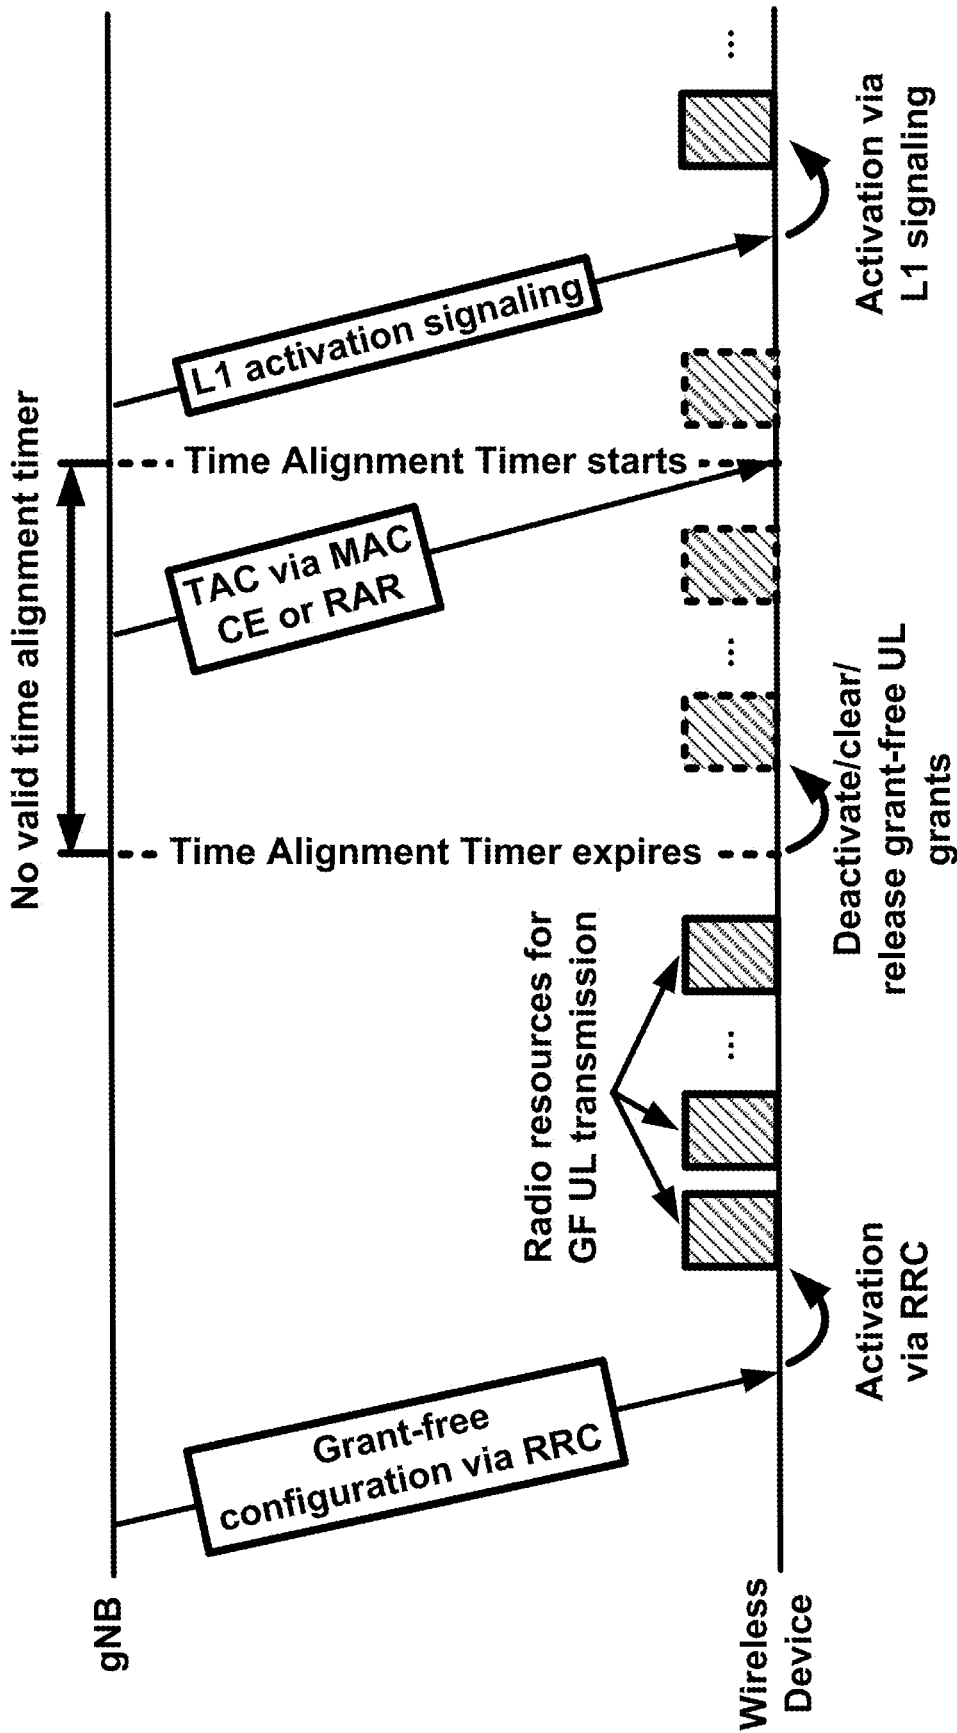 gNB
Grant-free
configuration via RRC
TAC via MAC
CE or RAR
L1 activation signaling
No valid time alignment timer
Time Alignment Timer expires
Time Alignment Timer starts
Radio resources for
GF UL transmission
...
...
...
Wireless
Device
Activation
via RRC
Deactivate/clear/
release grant-free UL
grants
Activation via
L1 signaling